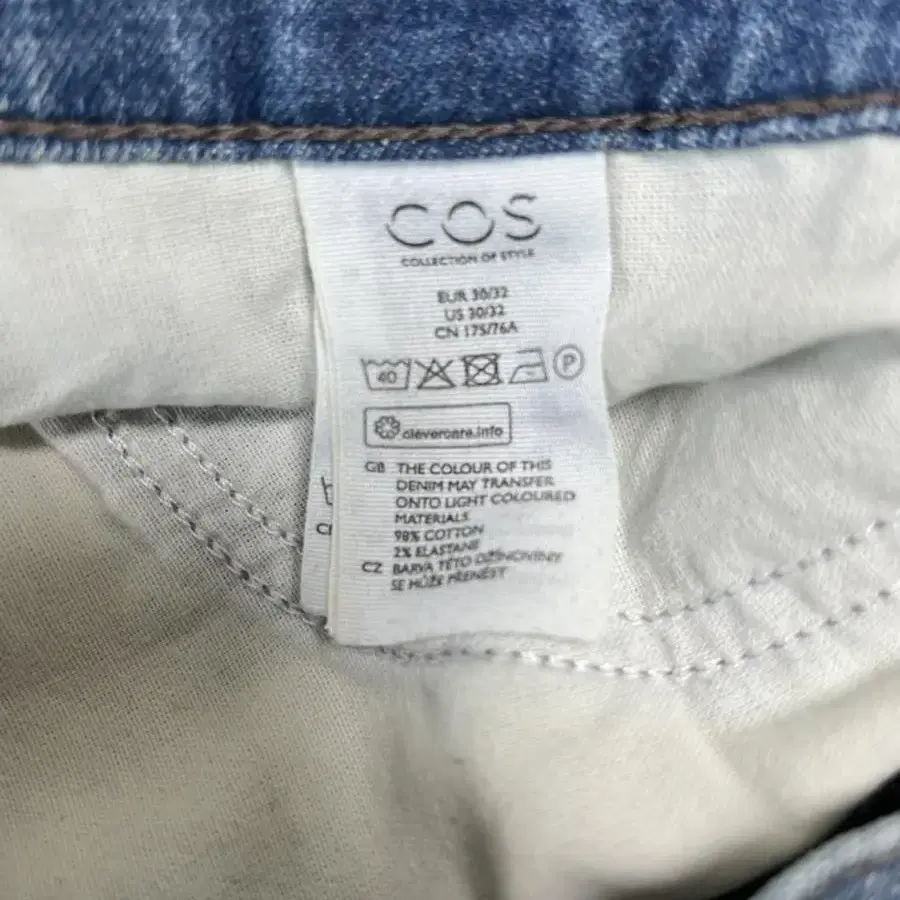 COS
COLLECTION OF STYLE
EUR 30/32
US 30/32
CN 175/76A
40
P
clevercare.info
GB THE COLOUR OF THIS
DENIM MAY TRANSFER
ONTO LIGHT COLOURED
MATERIALS
98% COTTON
2% ELASTANE
CZ BARVA TÉTO DŽÍNOVINY
SE MŮŽE PŘENÉST